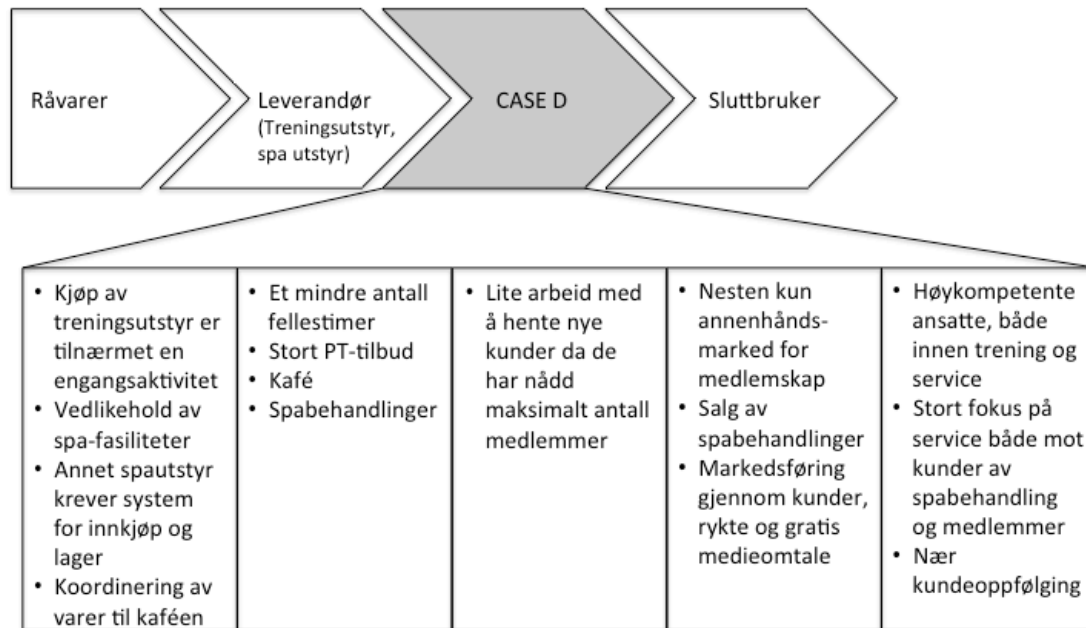 Råvarer
Leverandør
(Treningsutstyr,
spa utstyr)
CASE D
Sluttbruker
• Kjøp av
treningsutstyr er
tilnærmet en
engangsaktivitet
• Vedlikehold av
spa-fasiliteter
• Annet spautstyr
krever system
for innkjøp og
lager
• Koordinering av
varer til kaféen
• Et mindre antall
fellestimer
• Stort PT-tilbud
• Kafé
• Spabehandlinger
• Lite arbeid med
å hente nye
kunder da de
har nådd
maksimalt antall
medlemmer
• Nesten kun
annenhånds-
marked for
medlemskap
• Salg av
spabehandlinger
• Markedsføring
gjennom kunder,
rykte og gratis
medieomtale
• Høykompetente
ansatte, både
innen trening og
service
• Stort fokus på
service både mot
kunder av
spabehandling
og medlemmer
• Nær
kundeoppfølging